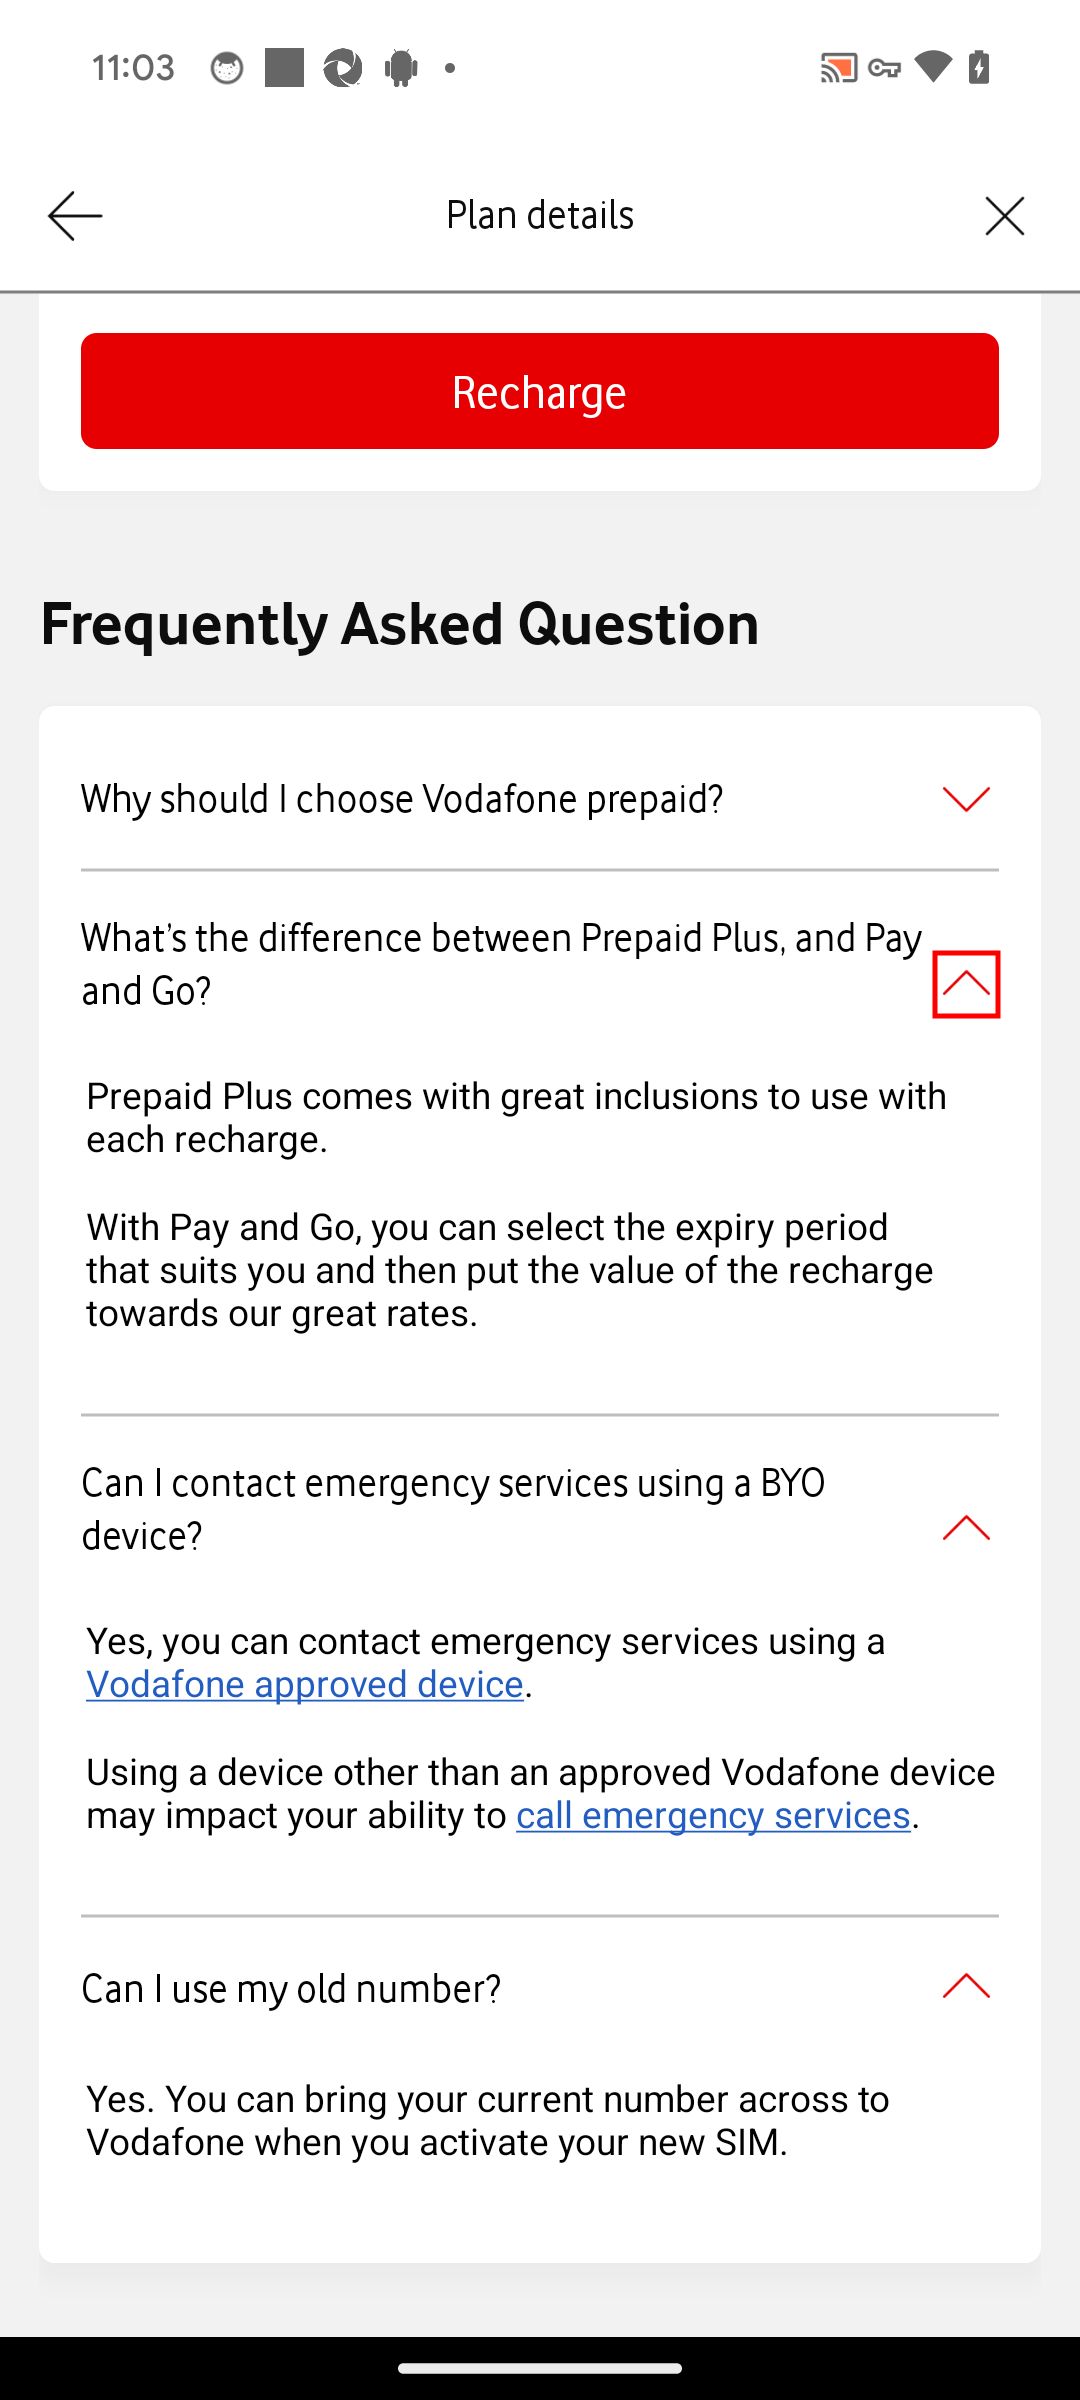 11:03
Plan details
Recharge
Frequently Asked Question
Why should I choose Vodafone prepaid?
What's the difference between Prepaid Plus, and Pay
and Go?
Prepaid Plus comes with great inclusions to use with
each recharge.
With Pay and Go, you can select the expiry period
that suits you and then put the value of the recharge
towards our great rates.
Can I contact emergency services using a BYO
device?
Yes, you can contact emergency services using a
Vodafone approved device.
Using a device other than an approved Vodafone device
may impact your ability to call emergency services.
Can I use my old number?
Yes. You can bring your current number across to
Vodafone when you activate your new SIM.